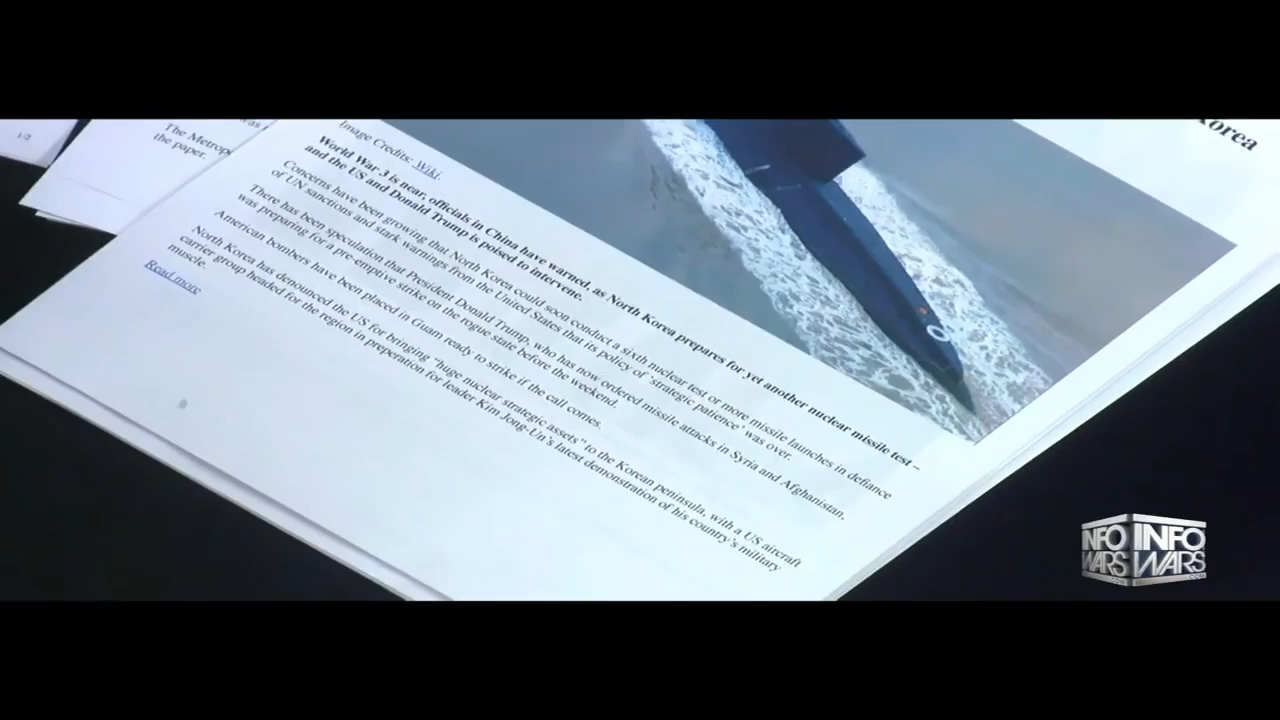 Korea
1/2
The Metrop
the paper.
Image Credits: Wiki.
World War 3 is near, officials in China have warned, as North Korea prepares for yet another nuclear missile test –
and the US and Donald Trump is poised to intervene.
Concerns have been growing that North Korea could soon conduct a sixth nuclear test or more missile launches in defiance
of UN sanctions and stark warnings from the United States that its policy of 'strategic patience' was over.
There has been speculation that President Donald Trump, who has now ordered missile attacks in Syria and Afghanistan,
was preparing for a pre-emptive strike on the rogue state before the weekend.
American bombers have been placed in Guam ready to strike if the call comes.
North Korea has denounced the US for bringing "huge nuclear strategic assets" to the Korean peninsula, with a US aircraft
carrier group headed for the region in preperation for leader Kim Jong-Un's latest demonstration of his country's military
muscle.
Read more
INFO INFO
WARS WARS